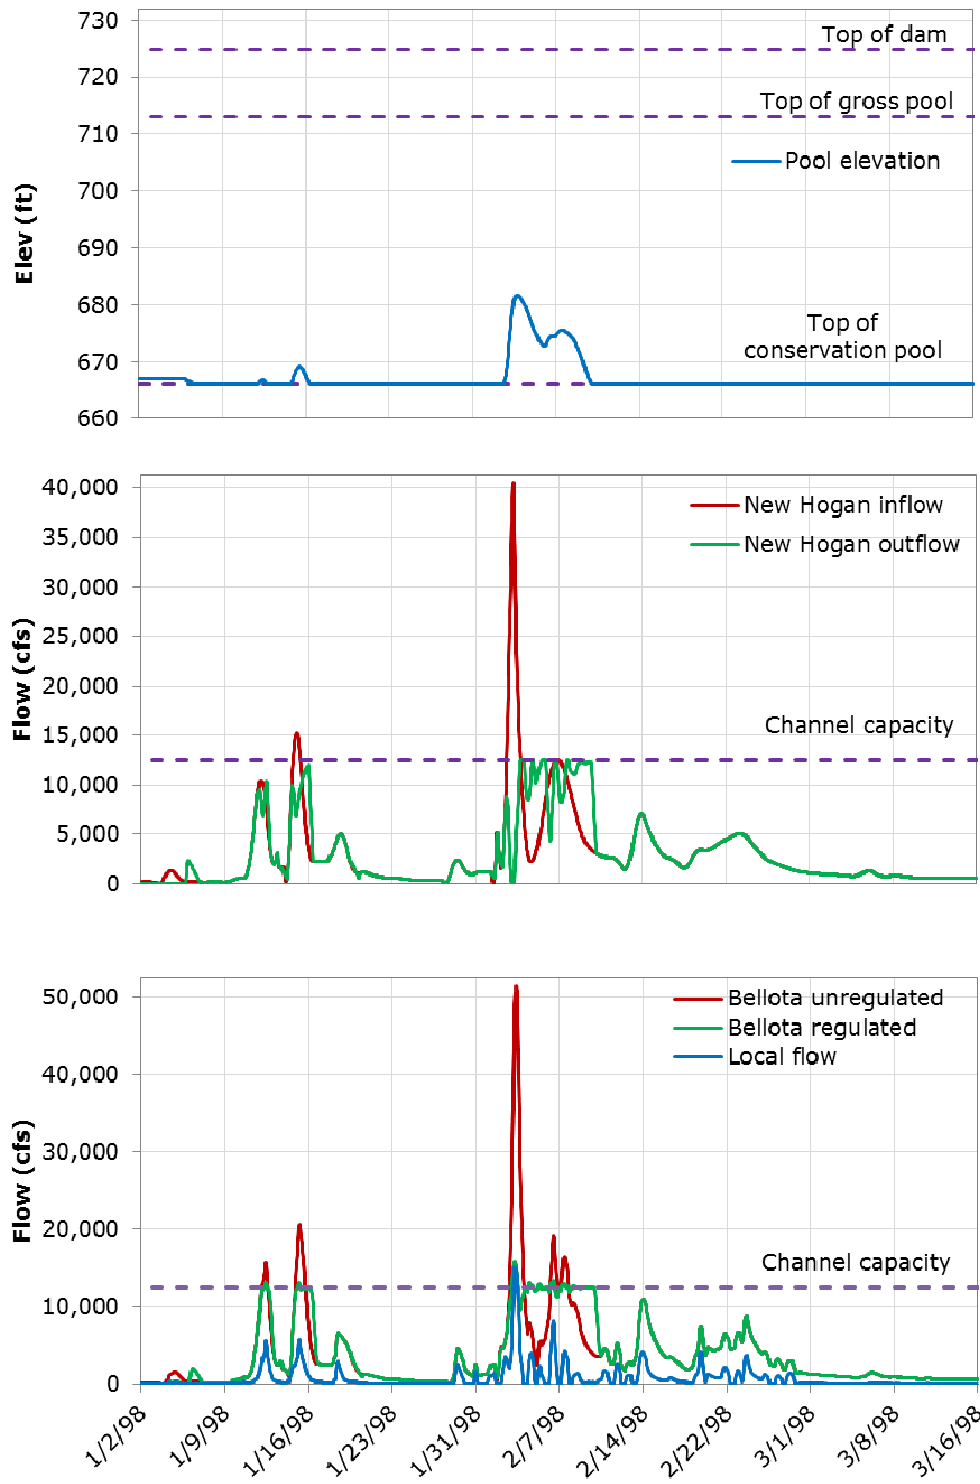 730
Top of dam
720
Top of gross pool
710
Pool elevation
700
Elev (ft)
690
680
Top of
conservation pool
670
660
40,000
New Hogan inflow
New Hogan outflow
35,000
30,000
25,000
Flow (cfs)
20,000
15,000
Channel capacity
10,000
5,000
0
50,000
Bellota unregulated
Bellota regulated
Local flow
40,000
30,000
Flow (cfs)
20,000
Channel capacity
10,000
0
1/2/98
1/9/98
1/16/98
1/23/98
1/31/98
2/7/98
2/14/98
2/22/98
3/1/98
3/8/98
3/16/98